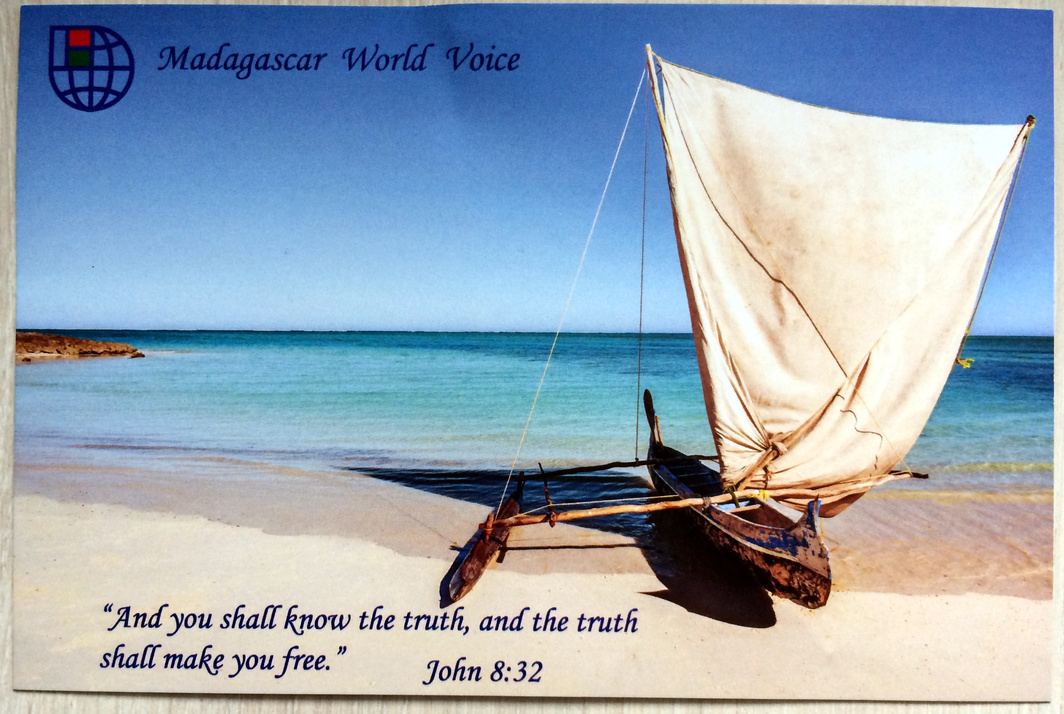 Madagascar World Voice
“And you shall know the truth, and the truth
shall make you free.” John 8:32